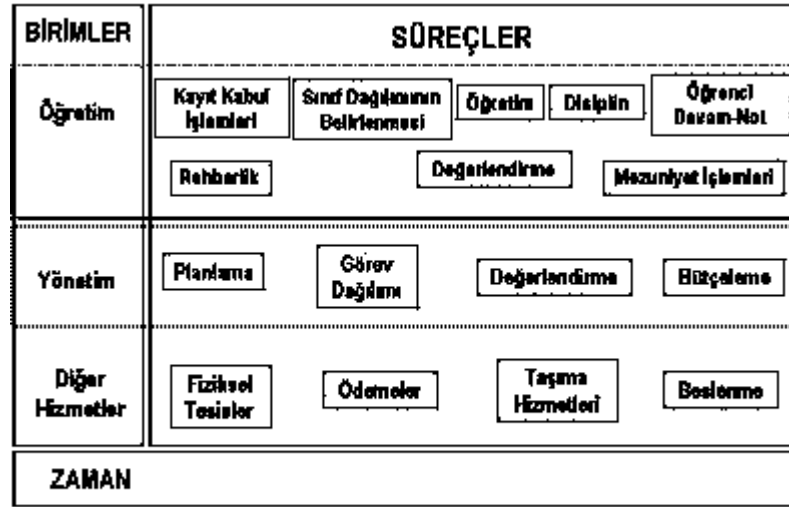 BİRİMLER
SÜREÇLER
Öğretim
Kayıt Kabul
İşlemleri
Sınıf Dağılımının
Belirlenmesi
Öğretim
Disiplin
Öğrenci
Devam-Not
Rehberlik
Değerlendirme
Mezuniyet İşlemleri
Yönetim
Planlama
Görev
Dağılımı
Değerlendirme
Bütçeleme
Diğer
Hizmetler
Fiziksel
Tesisler
Ödemeler
Taşıma
Hizmetleri
Beslenme
ZAMAN